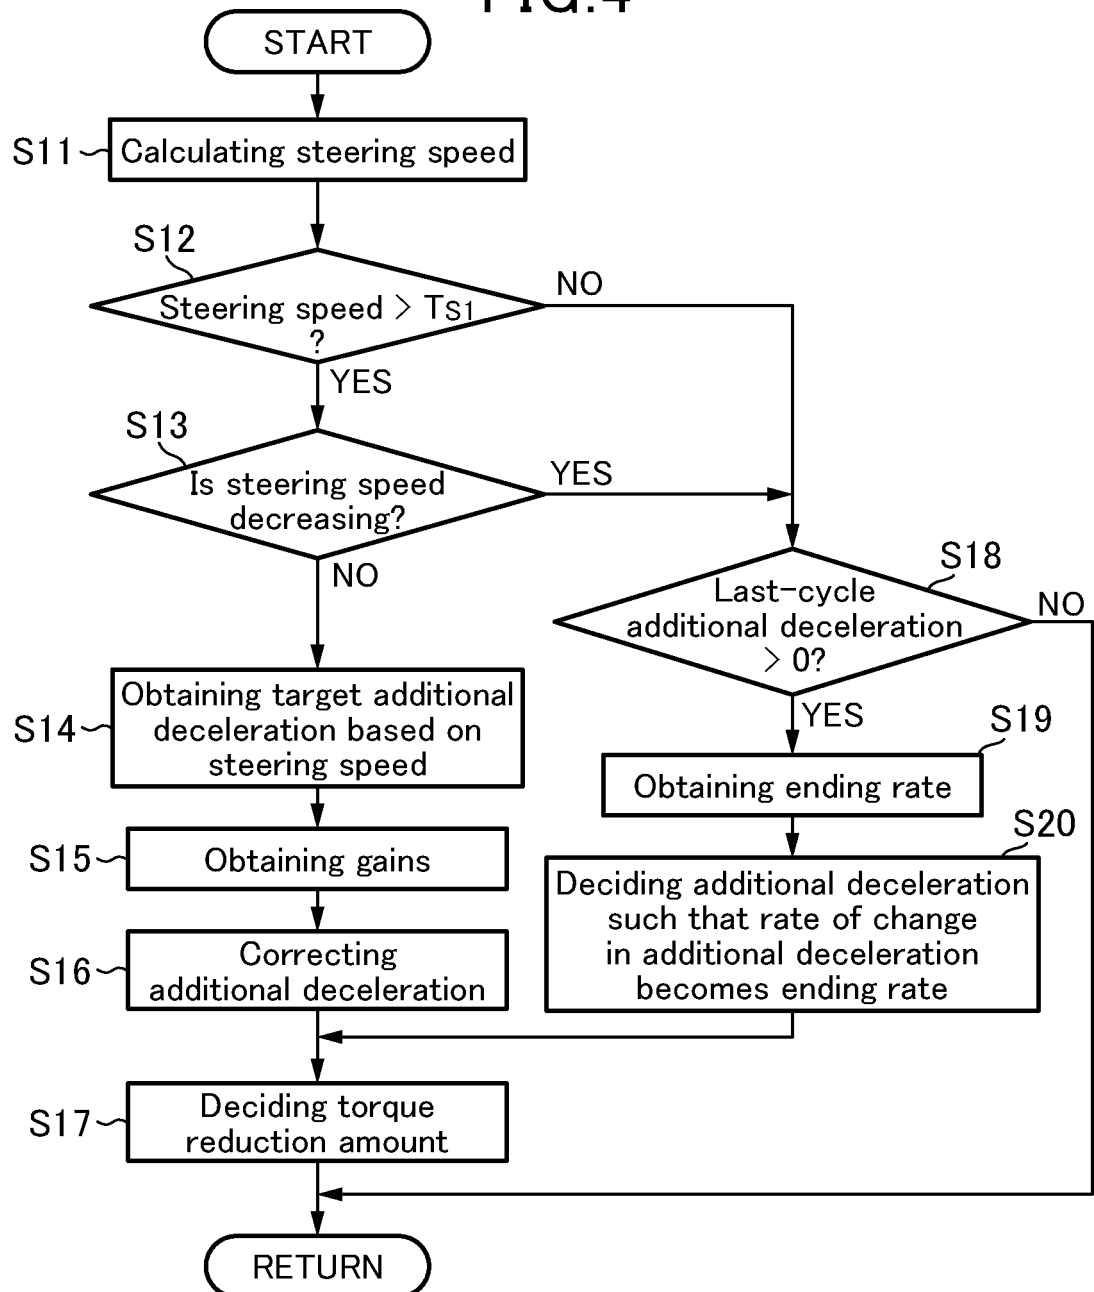 FIG.4
START
S11
Calculating steering speed
S12
Steering speed > TS1
?
NO
YES
S13
Is steering speed
decreasing?
YES
NO
S18
Last-cycle
additional deceleration
> 0?
NO
YES
S14
Obtaining target additional
deceleration based on
steering speed
S19
Obtaining ending rate
S15
Obtaining gains
S20
Deciding additional deceleration
such that rate of change
in additional deceleration
becomes ending rate
S16
Correcting
additional deceleration
S17
Deciding torque
reduction amount
RETURN